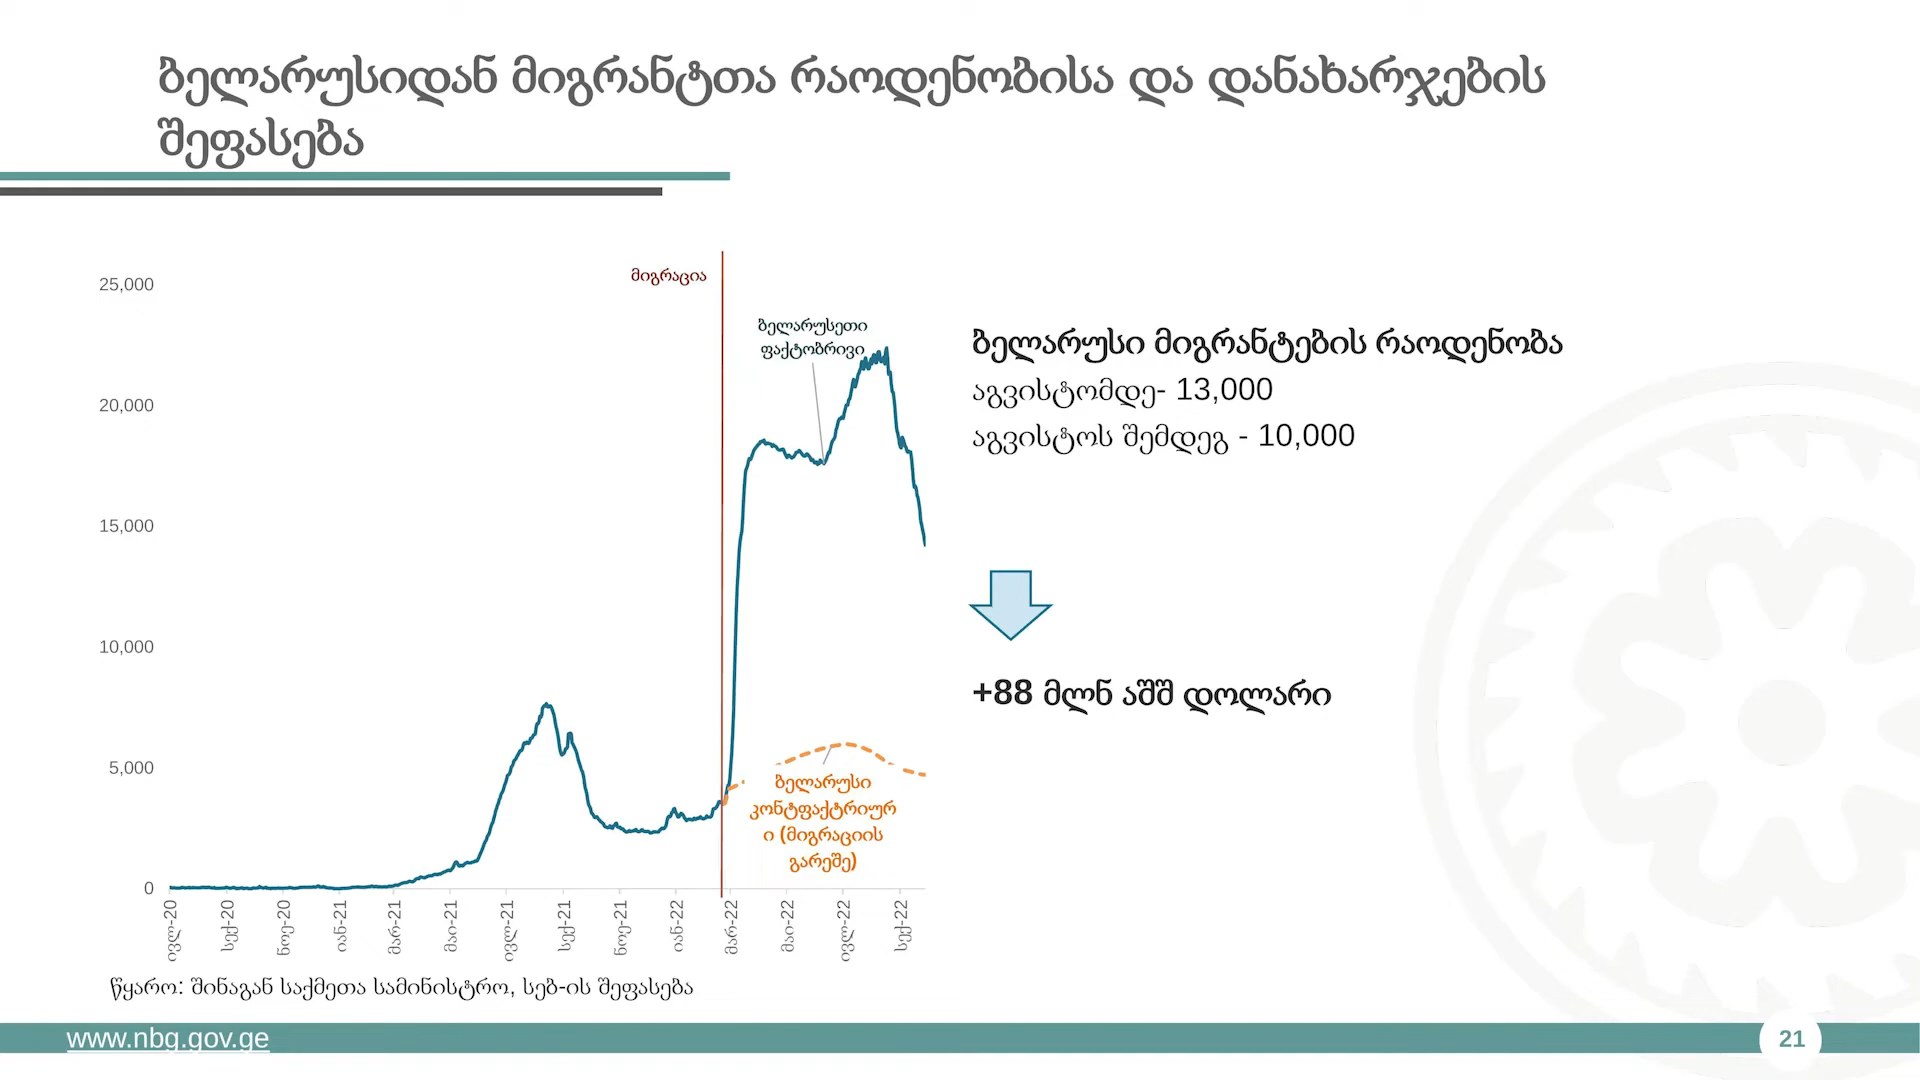 ბელარუსიდან მიგრანტთა რაოდენობისა და დანახარჯების
შეფასება
მიგრაცია
25,000
20,000
15,000
10,000
5,000
0
ბელარუსეთი
ფაქტობრივი
ბელარუსი
კონტფაქტრიურ
ი (მიგრაციის
გარეშე)
ივლ-20
სექ-20
ნოე-20
იან-21
მარ-21
მაი-21
ივლ-21
სექ-21
ნოე-21
იან-22
მარ-22
მაი-22
ივლ-22
სექ-22
ბელარუსი მიგრანტების რაოდენობა
აგვისტომდე- 13,000
აგვისტოს შემდეგ - 10,000
+88 მლნ აშშ დოლარი
წყარო: შინაგან საქმეთა სამინისტრო, სებ-ის შეფასება
www.nbg.gov.ge
21